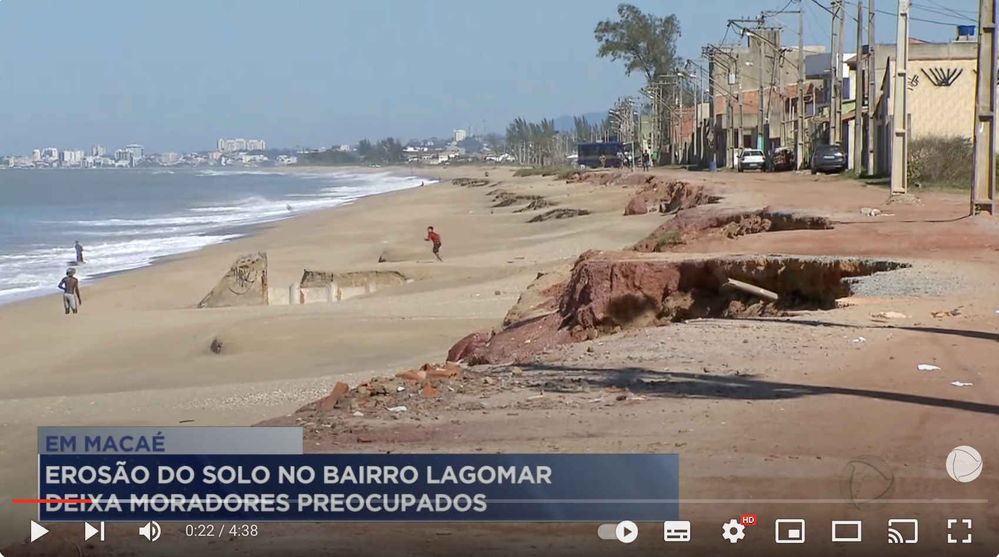 EM MACAÉ
EROSÃO DO SOLO NO BAIRRO LAGOMAR
DEIXA MORADORES PREOCUPADOS
0:22 / 4:38
HD